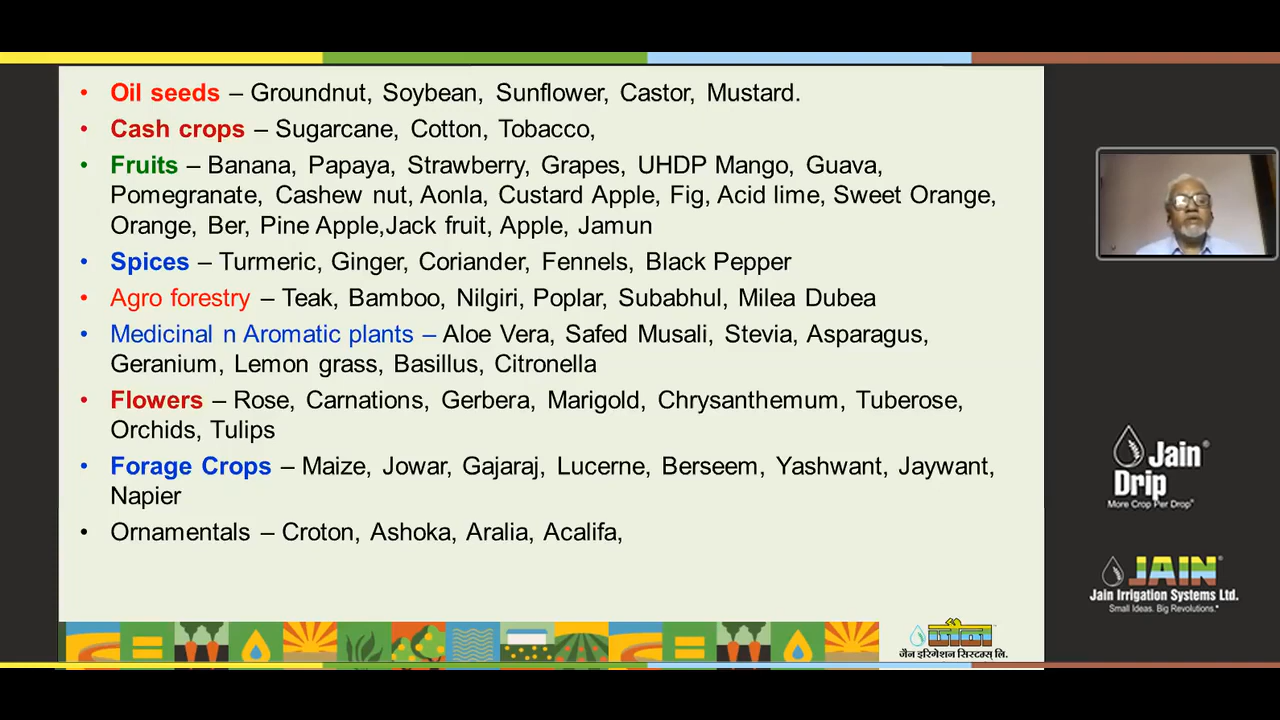 • Oil seeds – Groundnut, Soybean, Sunflower, Castor, Mustard.
• Cash crops – Sugarcane, Cotton, Tobacco,
• Fruits – Banana, Papaya, Strawberry, Grapes, UHDP Mango, Guava,
Pomegranate, Cashew nut, Aonla, Custard Apple, Fig, Acid lime, Sweet Orange,
Orange, Ber, Pine Apple,Jack fruit, Apple, Jamun
• Spices – Turmeric, Ginger, Coriander, Fennels, Black Pepper
• Agro forestry – Teak, Bamboo, Nilgiri, Poplar, Subabhul, Milea Dubea
• Medicinal n Aromatic plants – Aloe Vera, Safed Musali, Stevia, Asparagus,
Geranium, Lemon grass, Basillus, Citronella
• Flowers – Rose, Carnations, Gerbera, Marigold, Chrysanthemum, Tuberose,
Orchids, Tulips
• Forage Crops – Maize, Jowar, Gajaraj, Lucerne, Berseem, Yashwant, Jaywant,
Napier
• Ornamentals – Croton, Ashoka, Aralia, Acalifa,
जैन
जैन इरिगेशन सिस्टम्स् लि.
Jain®
Drip
More Crop Per Drop®
JAIN®
Jain Irrigation Systems Ltd.
Small Ideas. Big Revolutions.®